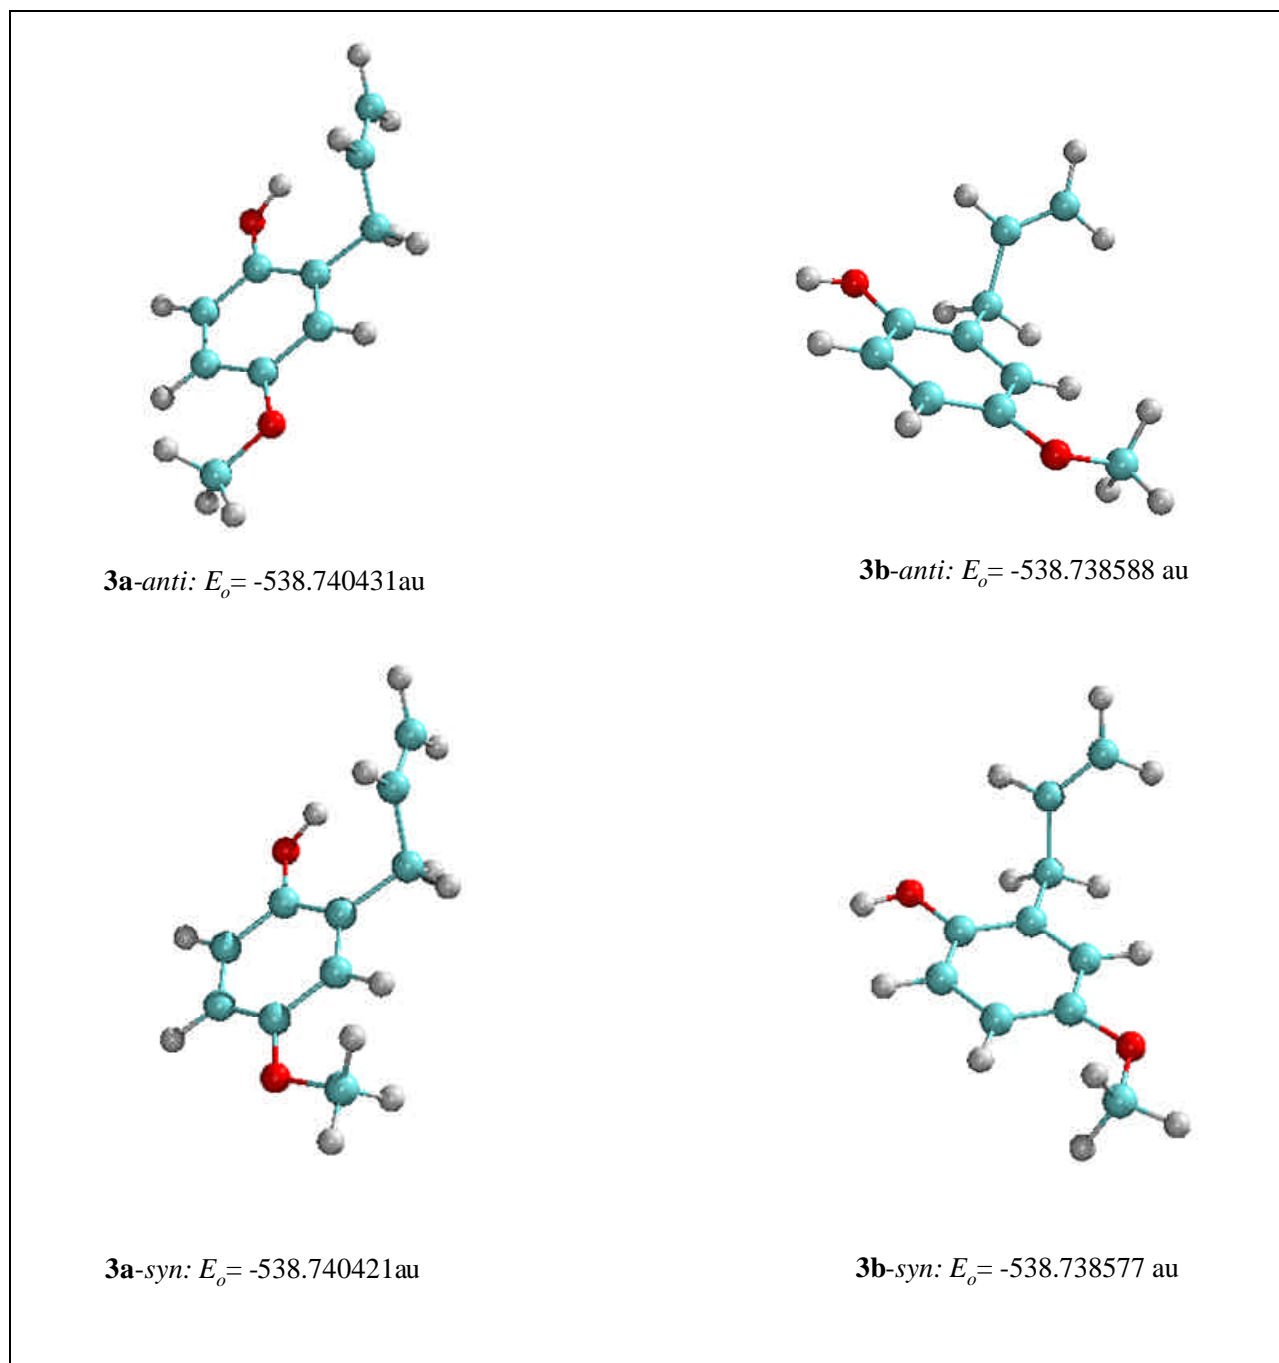 3a-anti: Eo= -538.740431au
3b-anti: Eo= -538.738588 au
3a-syn: Eo= -538.740421au
3b-syn: Eo= -538.738577 au